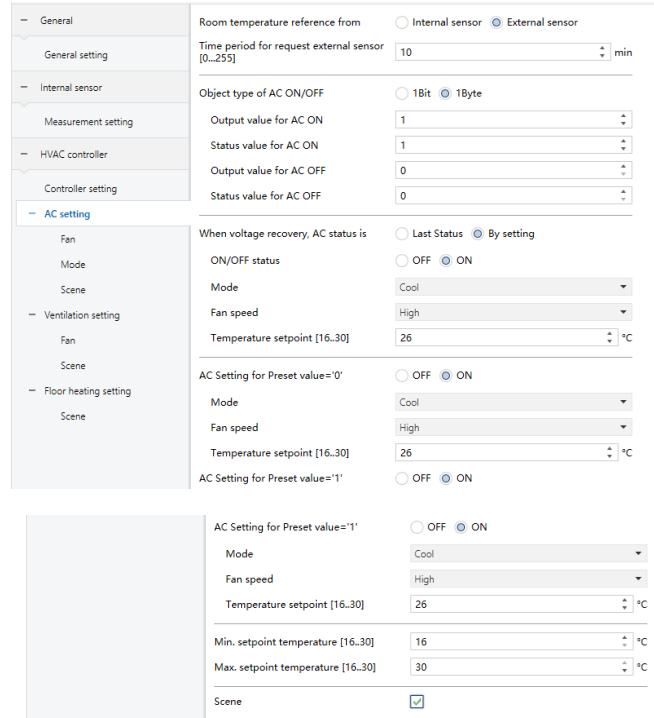 General
General setting
Internal sensor
Measurement setting
HVAC controller
Controller setting
AC setting
Fan
Mode
Scene
Ventilation setting
Fan
Scene
Floor heating setting
Scene
Room temperature reference from Internal sensor External sensor
Time period for request external sensor
[0...255] 10 min
Object type of AC ON/OFF 1Bit 1Byte
Output value for AC ON 1
Status value for AC ON 1
Output value for AC OFF 0
Status value for AC OFF 0
When voltage recovery, AC status is Last Status By setting
ON/OFF status OFF ON
Mode Cool
Fan speed High
Temperature setpoint [16..30] 26 °C
AC Setting for Preset value='0' OFF ON
Mode Cool
Fan speed High
Temperature setpoint [16..30] 26 °C
AC Setting for Preset value='1' OFF ON
AC Setting for Preset value='1' OFF ON
Mode Cool
Fan speed High
Temperature setpoint [16..30] 26 °C
Min. setpoint temperature [16..30] 16 °C
Max. setpoint temperature [16..30] 30 °C
Scene